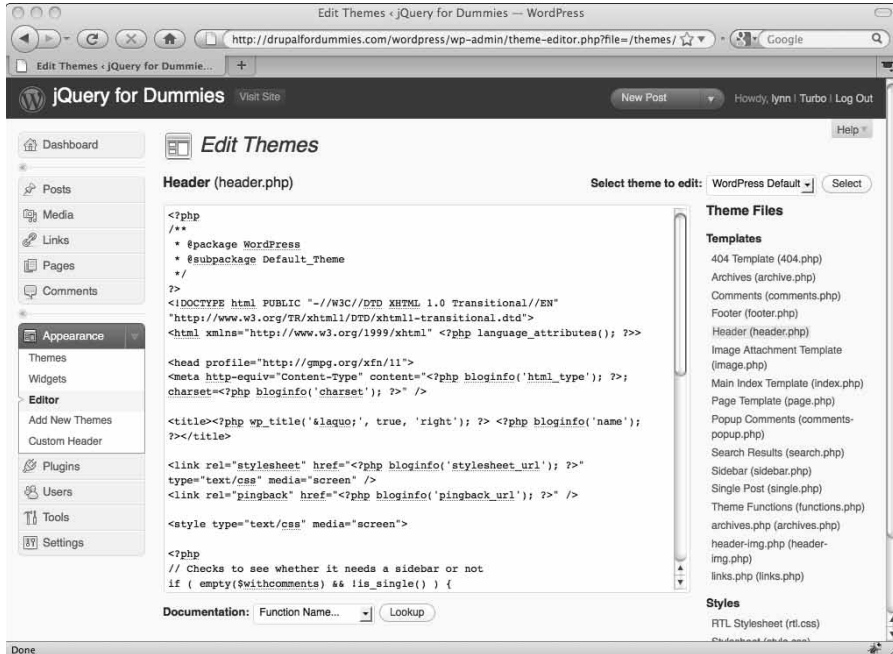 Edit Themes ‹ jQuery for Dummies — WordPress
http://drupalfordummies.com/wordpress/wp-admin/theme-editor.php?file=/themes/
Google
Edit Themes ‹ jQuery for Dummie...
+
jQuery for Dummies
Visit Site
New Post
Howdy, lynn | Turbo | Log Out
Help
Dashboard
Posts
Media
Links
Pages
Comments
Appearance
Themes
Widgets
Editor
Add New Themes
Custom Header
Plugins
Users
Tools
Settings
Edit Themes
Header (header.php)
Select theme to edit: WordPress Default Select
<?php
/**
* @package WordPress
* @subpackage Default_Theme
*/
?>
<!DOCTYPE html PUBLIC "-//W3C//DTD XHTML 1.0 Transitional//EN"
"http://www.w3.org/TR/xhtml1/DTD/xhtml1-transitional.dtd">
<html xmlns="http://www.w3.org/1999/xhtml" <?php language_attributes(); ?>>
<head profile="http://gmpg.org/xfn/11">
<meta http-equiv="Content-Type" content="<?php bloginfo('html_type'); ?>;
charset=<?php bloginfo('charset'); ?>" />
<title><?php wp_title('&laquo;', true, 'right'); ?> <?php bloginfo('name');
?></title>
<link rel="stylesheet" href="<?php bloginfo('stylesheet_url'); ?>"
type="text/css" media="screen" />
<link rel="pingback" href="<?php bloginfo('pingback_url'); ?>" />
<style type="text/css" media="screen">
<?php
// Checks to see whether it needs a sidebar or not
if ( empty($withcomments) && !is_single() ) {
Documentation: Function Name... Lookup
Theme Files
Templates
404 Template (404.php)
Archives (archive.php)
Comments (comments.php)
Footer (footer.php)
Header (header.php)
Image Attachment Template
(image.php)
Main Index Template (index.php)
Page Template (page.php)
Popup Comments (comments-
popup.php)
Search Results (search.php)
Sidebar (sidebar.php)
Single Post (single.php)
Theme Functions (functions.php)
archives.php (archives.php)
header-img.php (header-
img.php)
links.php (links.php)
Styles
RTL Stylesheet (rtl.css)
Stylesheet (style.css)
Done